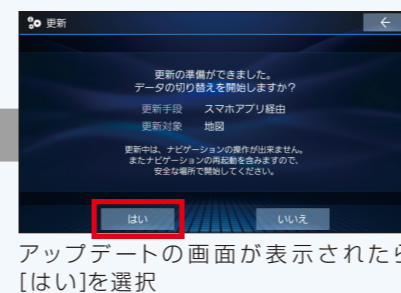 更新
更新の準備ができました。
データの切り替えを開始しますか？
更新手段 スマホアプリ経由
更新対象 地図
更新中は、ナビゲーションの操作が出来ません。
またナビゲーションの再起動を含みますので、
安全な場所で開始してください。
はい いいえ
アップデートの画面が表示されたら
[はい]を選択